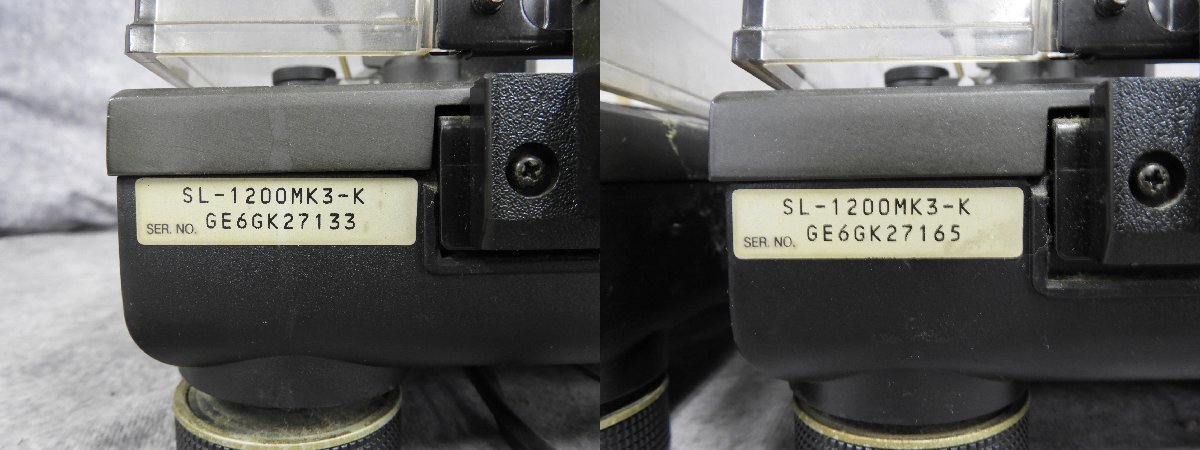 SL-1200MK3-K
SER. NO. GE6GK27133
SL-1200MK3-K
SER. NO. GE6GK27165